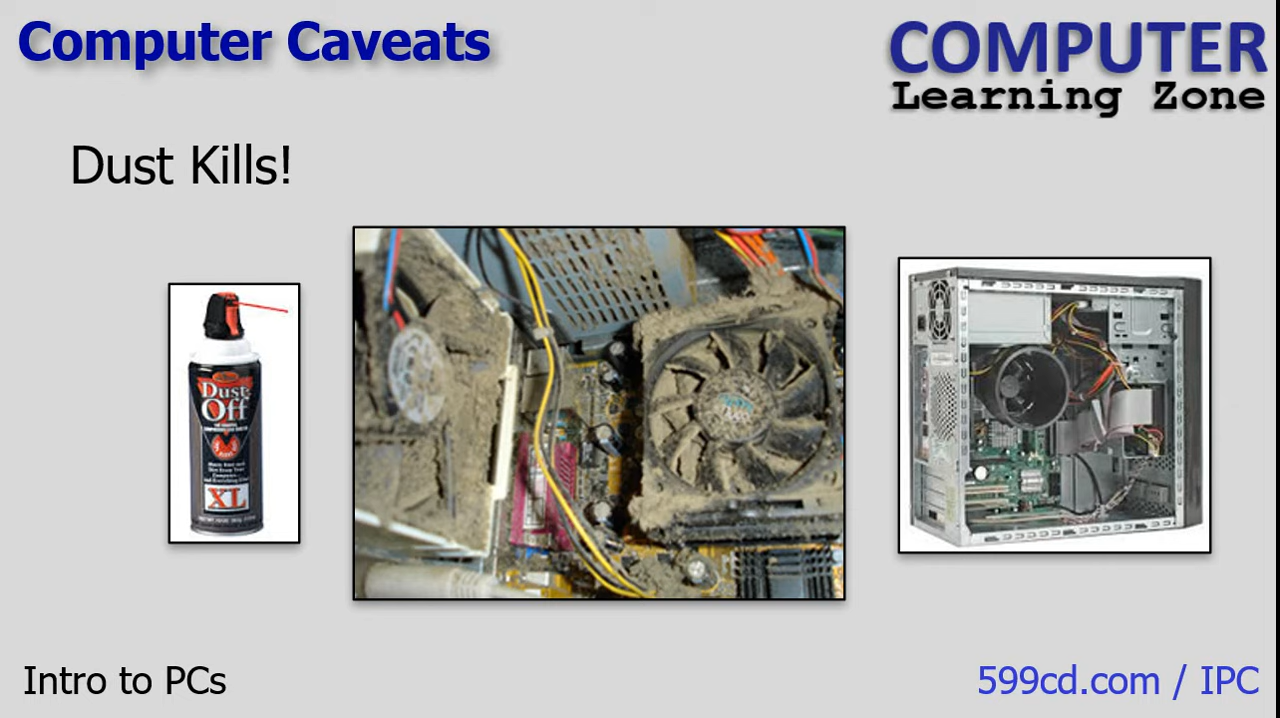 Computer Caveats
COMPUTER
Learning Zone
Dust Kills!
Dust-
Off
XL
Intro to PCs
599cd.com / IPC